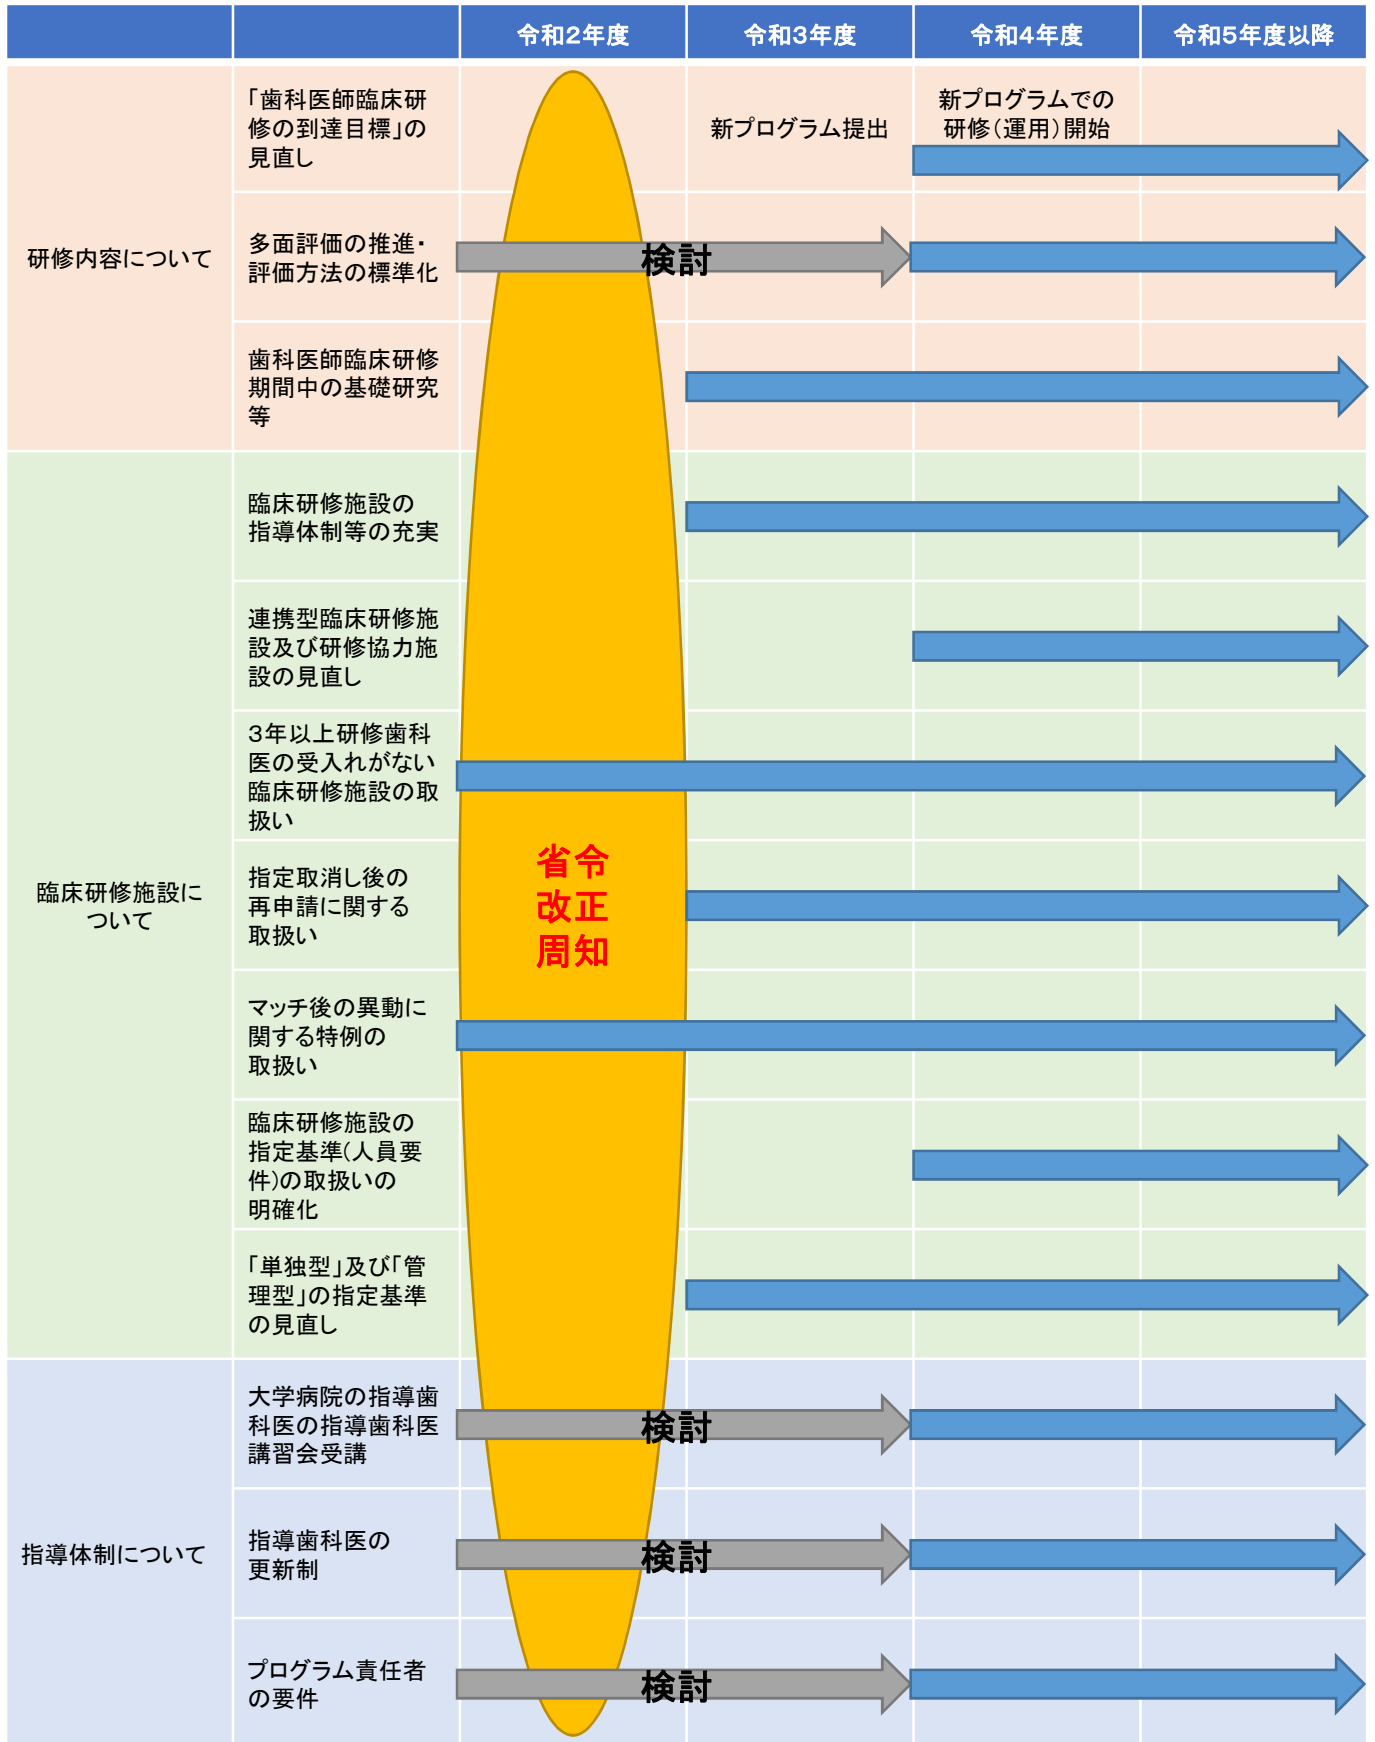 令和2年度
令和3年度
令和4年度
令和5年度以降
研修内容について
「歯科医師臨床研
修の到達目標」の
見直し
新プログラム提出
新プログラムでの
研修（運用）開始
多面評価の推進・
評価方法の標準化
検討
歯科医師臨床研修
期間中の基礎研究
等
臨床研修施設に
ついて
臨床研修施設の
指導体制等の充実
連携型臨床研修施
設及び研修協力施
設の見直し
3年以上研修歯科
医の受入れがない
臨床研修施設の取
扱い
省令
改正
周知
指定取消し後の
再申請に関する
取扱い
マッチ後の異動に
関する特例の
取扱い
臨床研修施設の
指定基準(人員要
件)の取扱いの
明確化
「単独型」及び「管
理型」の指定基準
の見直し
指導体制について
大学病院の指導歯
科医の指導歯科医
講習会受講
検討
指導歯科医の
更新制
検討
プログラム責任者
の要件
検討